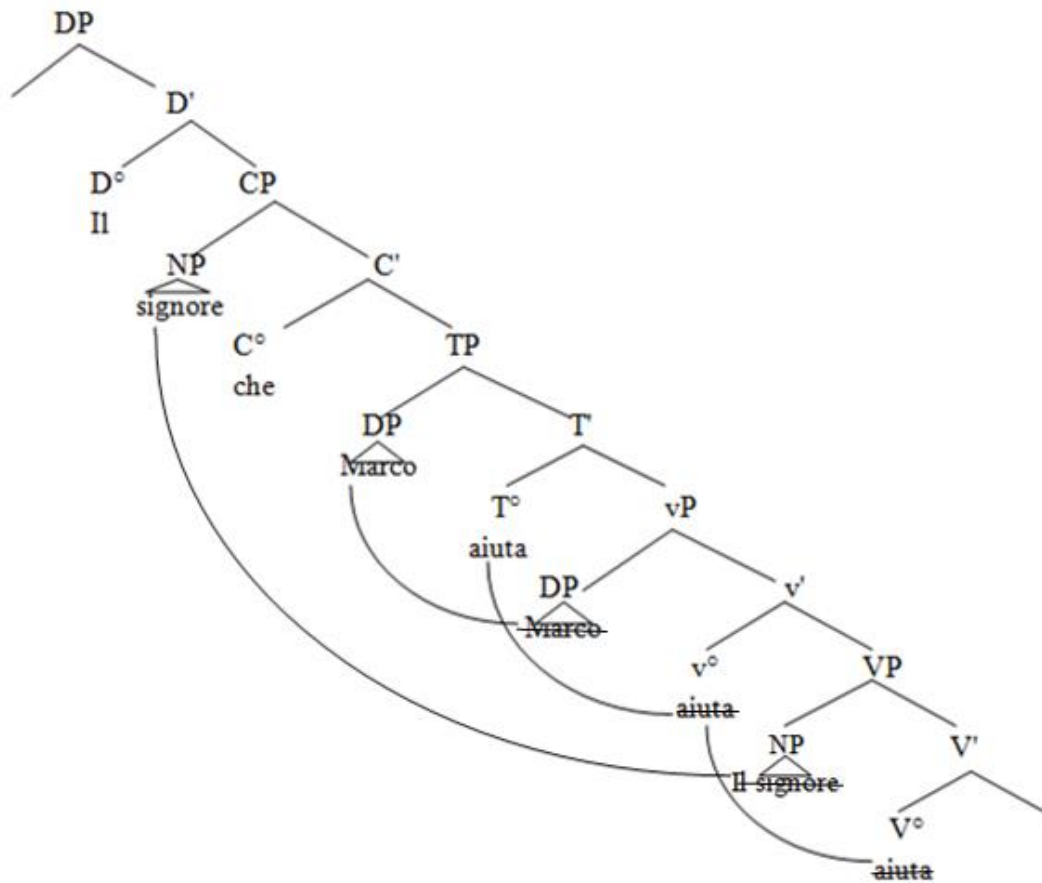 DP
D'
D° CP
Il
NP C'
signore
C° TP
che
DP T'
Marco
T° vP
aiuta
DP v'
Marco
v° VP
aiuta
NP V'
Il signore
V°
aiuta